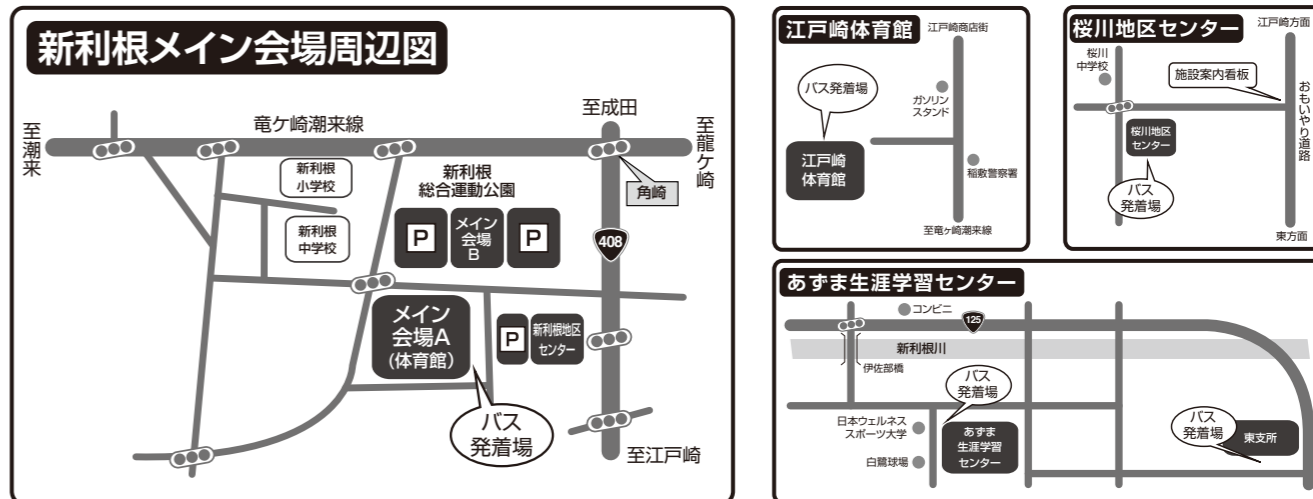 新利根メイン会場周辺図
至成田
竜ケ崎潮来線
至潮来
至龍ケ崎
新利根
小学校
新利根
総合運動公園
角崎
新利根
中学校
P
メイン
会場
B
P
408
メイン
会場A
(体育館)
P
新利根地区
センター
バス
発着場
至江戸崎
江戸崎体育館
江戸崎商店街
バス発着場
ガソリン
スタンド
江戸崎
体育館
稲敷警察署
至竜ヶ崎潮来線
桜川地区センター
江戸崎方面
桜川
中学校
施設案内看板
おもいやり道路
桜川地区
センター
バス
発着場
東方面
あずま生涯学習センター
コンビニ
125
新利根川
伊佐部橋
バス
発着場
日本ウェルネス
スポーツ大学
あずま
生涯学習
センター
白鷺球場
バス
発着場
東支所